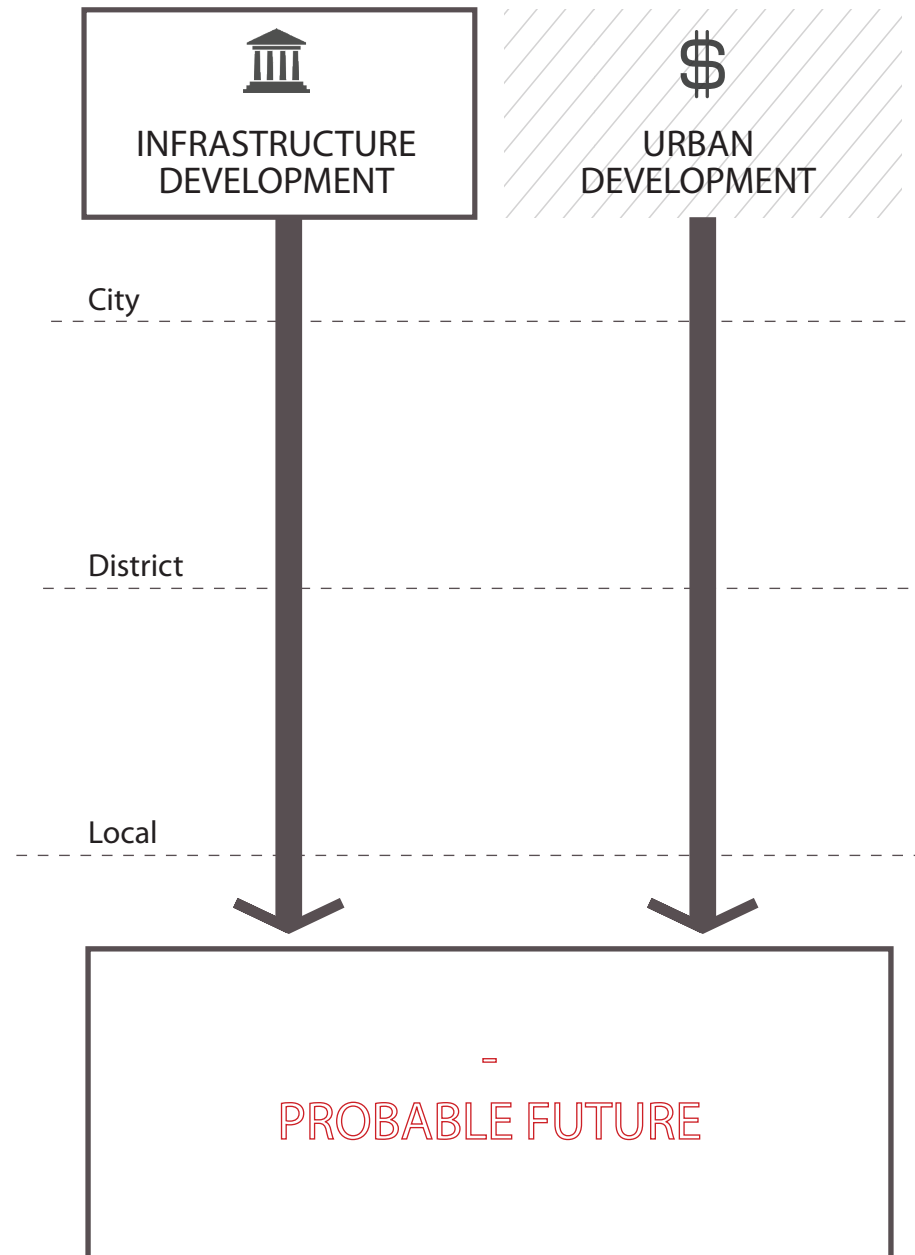 $
INFRASTRUCTURE
DEVELOPMENT
URBAN
DEVELOPMENT
City
District
Local
-
PROBABLE FUTURE